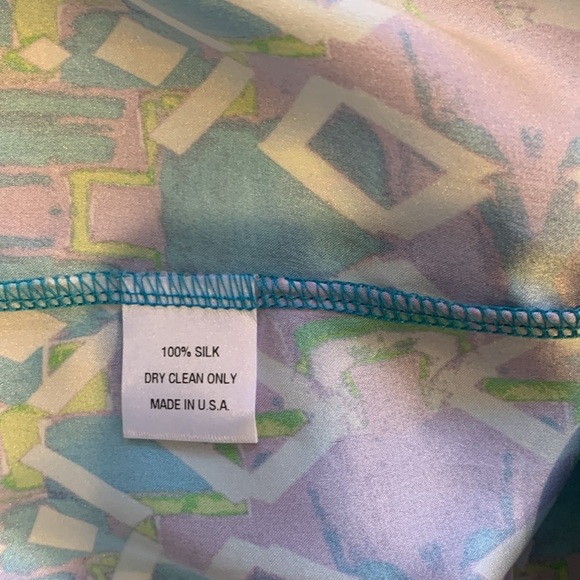 100% SILK
DRY CLEAN ONLY
MADE IN U.S.A.